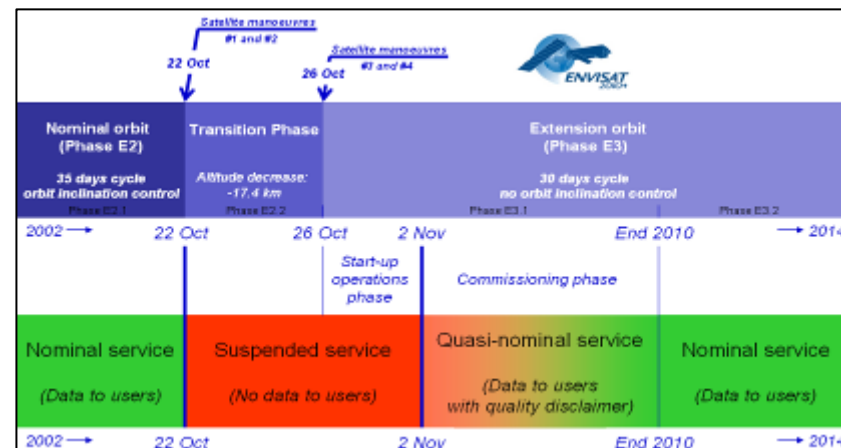 Satellite manoeuvres
#1 and #2
22 Oct
Satellite manoeuvres
#3 and #4
26 Oct
ENVISAT
2010+
Nominal orbit
(Phase E2)
35 days cycle
orbit inclination control
Phase E2.1
Transition Phase
Altitude decrease:
-17,4 km
Phase E2.2
Extension orbit
(Phase E3)
30 days cycle
no orbit inclination control
Phase E3.1
Phase E3.2
2002
22 Oct
26 Oct
2 Nov
End 2010
2014
Start-up
operations
phase
Commissioning phase
Nominal service
(Data to users)
Suspended service
(No data to users)
Quasi-nominal service
(Data to users
with quality disclaimer)
Nominal service
(Data to users)
2002
22 Oct
2 Nov
End 2010
2014